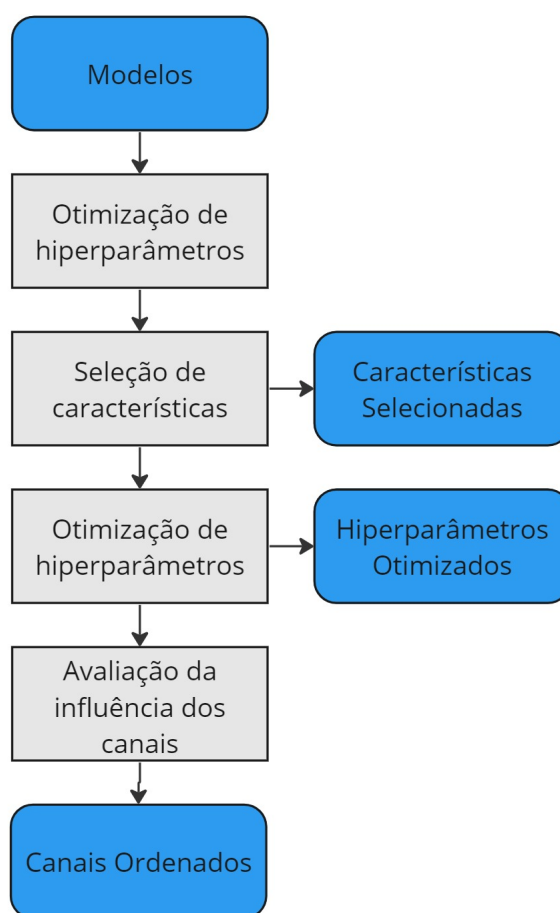 Modelos
Otimização de
hiperparâmetros
Seleção de
características
Características
Selecionadas
Otimização de
hiperparâmetros
Hiperparâmetros
Otimizados
Avaliação da
influência dos
canais
Canais Ordenados